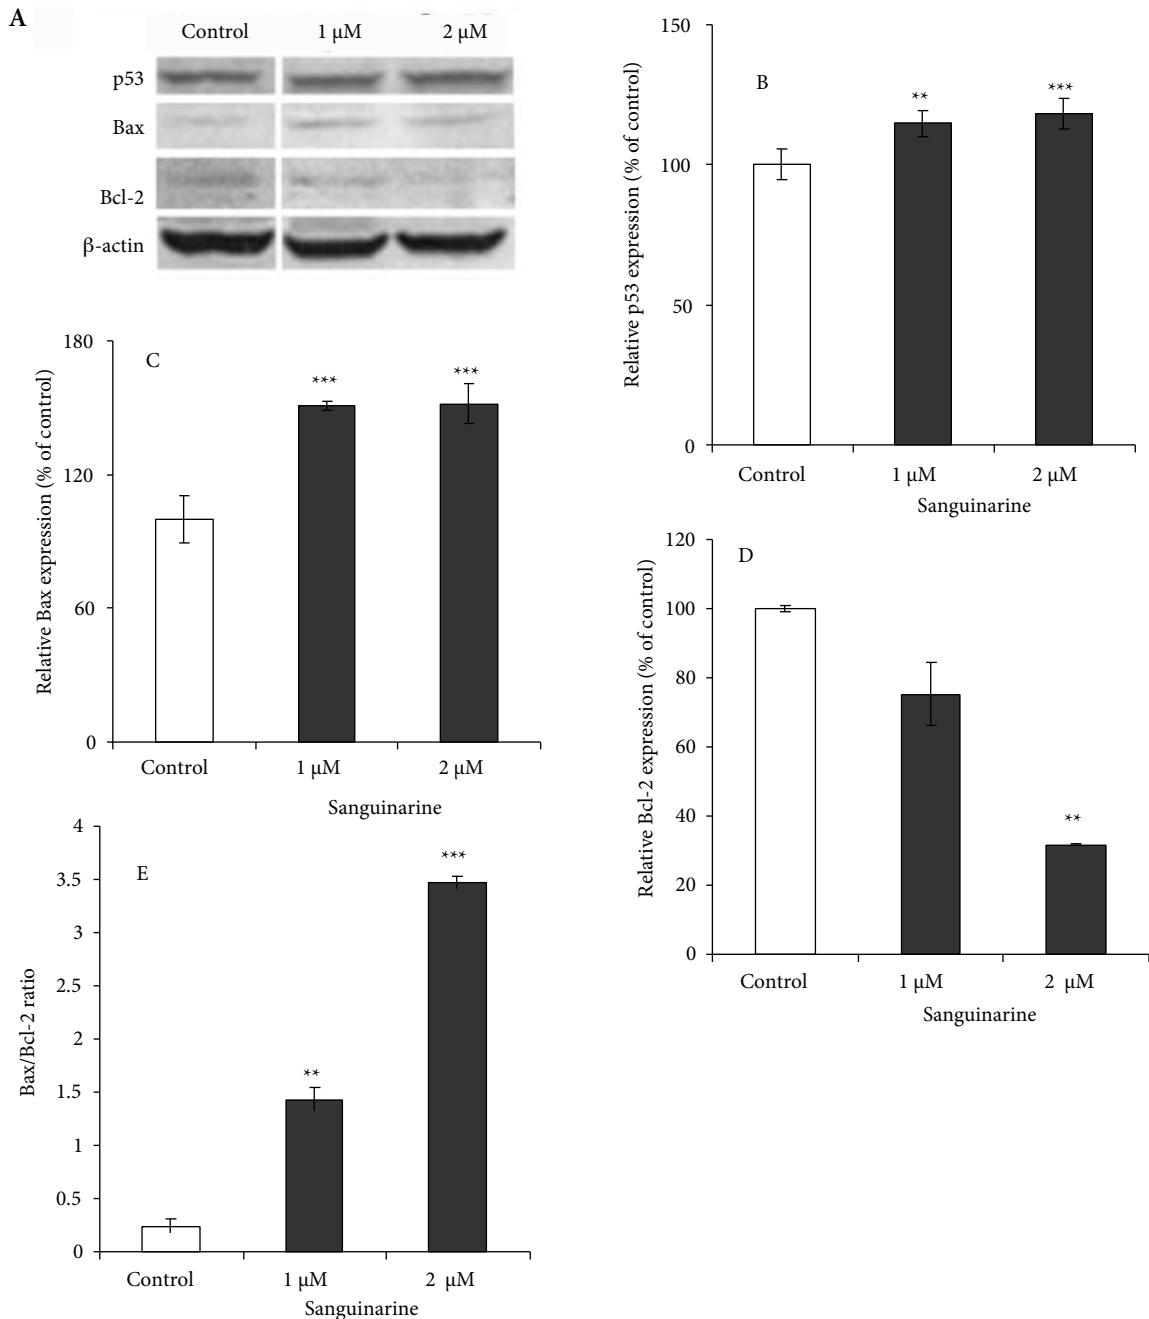 A
Control 1 µM 2 µM
p53
Bax
Bcl-2
β-actin
B
Relative p53 expression (% of control)
150
100
50
0
** ***
Control 1 µM 2 µM
Sanguinarine
C
Relative Bax expression (% of control)
180
120
60
0
*** ***
Control 1 µM 2 µM
Sanguinarine
D
Relative Bcl-2 expression (% of control)
120
100
80
60
40
20
0
**
Control 1 µM 2 µM
Sanguinarine
E
Bax/Bcl-2 ratio
4
3.5
3
2.5
2
1.5
1
0.5
0
** ***
Control 1 µM 2 µM
Sanguinarine